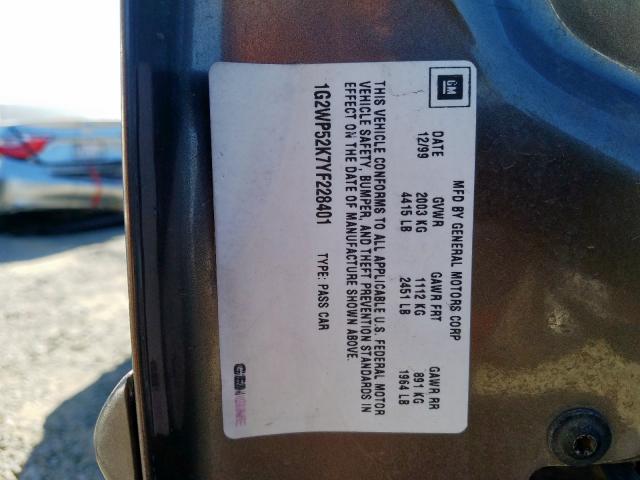 GM
MFD BY GENERAL MOTORS CORP
DATE GVWR GAWR FRT GAWR RR
12/99 2003 KG 1112 KG 891 KG
4415 LB 2451 LB 1964 LB
THIS VEHICLE CONFORMS TO ALL APPLICABLE U.S. FEDERAL MOTOR
VEHICLE SAFETY, BUMPER, AND THEFT PREVENTION STANDARDS IN
EFFECT ON THE DATE OF MANUFACTURE SHOWN ABOVE.
1G2WP52K7YF228401 TYPE: PASS CAR
GENUINE